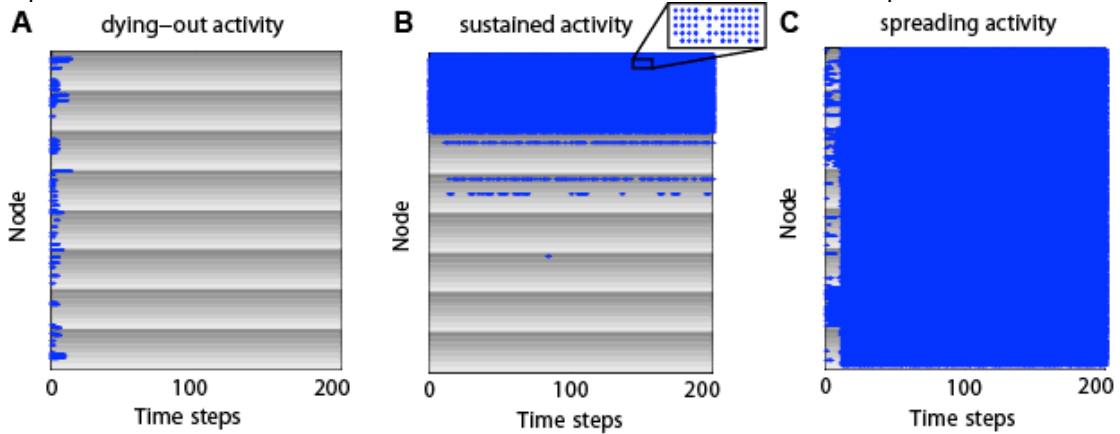 A dying–out activity
Node
0 100 200
Time steps
B sustained activity
Node
0 100 200
Time steps
C spreading activity
Node
0 100 200
Time steps